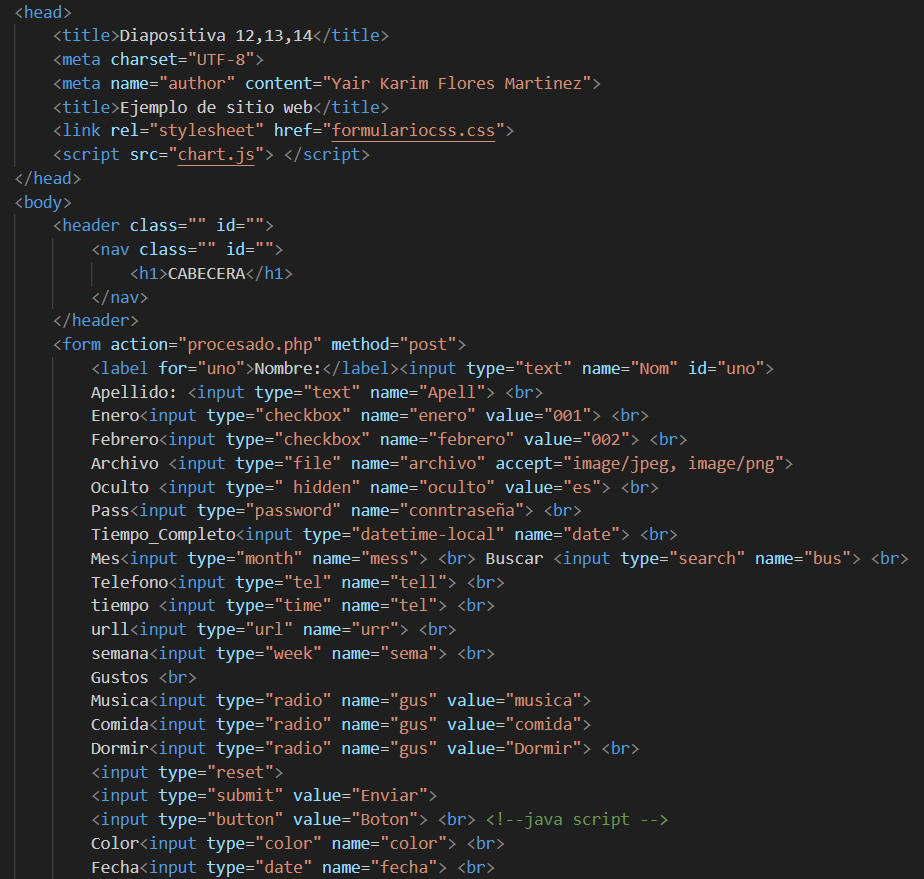 <head>
<title>Diapositiva 12,13,14</title>
<meta charset="UTF-8">
<meta name="author" content="Yair Karim Flores Martinez">
<title>Ejemplo de sitio web</title>
<link rel="stylesheet" href="formulariocss.css">
<script src="chart.js"> </script>
</head>
<body>
<header class="" id="">
<nav class="" id="">
<h1>CABECERA</h1>
</nav>
</header>
<form action="procesado.php" method="post">
<label for="uno">Nombre:</label><input type="text" name="Nom" id="uno">
Apellido: <input type="text" name="Apell"> <br>
Enero<input type="checkbox" name="enero" value="001"> <br>
Febrero<input type="checkbox" name="febrero" value="002"> <br>
Archivo <input type="file" name="archivo" accept="image/jpeg, image/png">
Oculto <input type=" hidden" name="oculto" value="es"> <br>
Pass<input type="password" name="conntraseña"> <br>
Tiempo_Completo<input type="datetime-local" name="date"> <br>
Mes<input type="month" name="mess"> <br> Buscar <input type="search" name="bus"> <br>
Telefono<input type="tel" name="tell"> <br>
tiempo <input type="time" name="tel"> <br>
urll<input type="url" name="urr"> <br>
semana<input type="week" name="sema"> <br>
Gustos <br>
Musica<input type="radio" name="gus" value="musica">
Comida<input type="radio" name="gus" value="comida">
Dormir<input type="radio" name="gus" value="Dormir"> <br>
<input type="reset">
<input type="submit" value="Enviar">
<input type="button" value="Boton"> <br> <!--java script -->
Color<input type="color" name="color"> <br>
Fecha<input type="date" name="fecha"> <br>